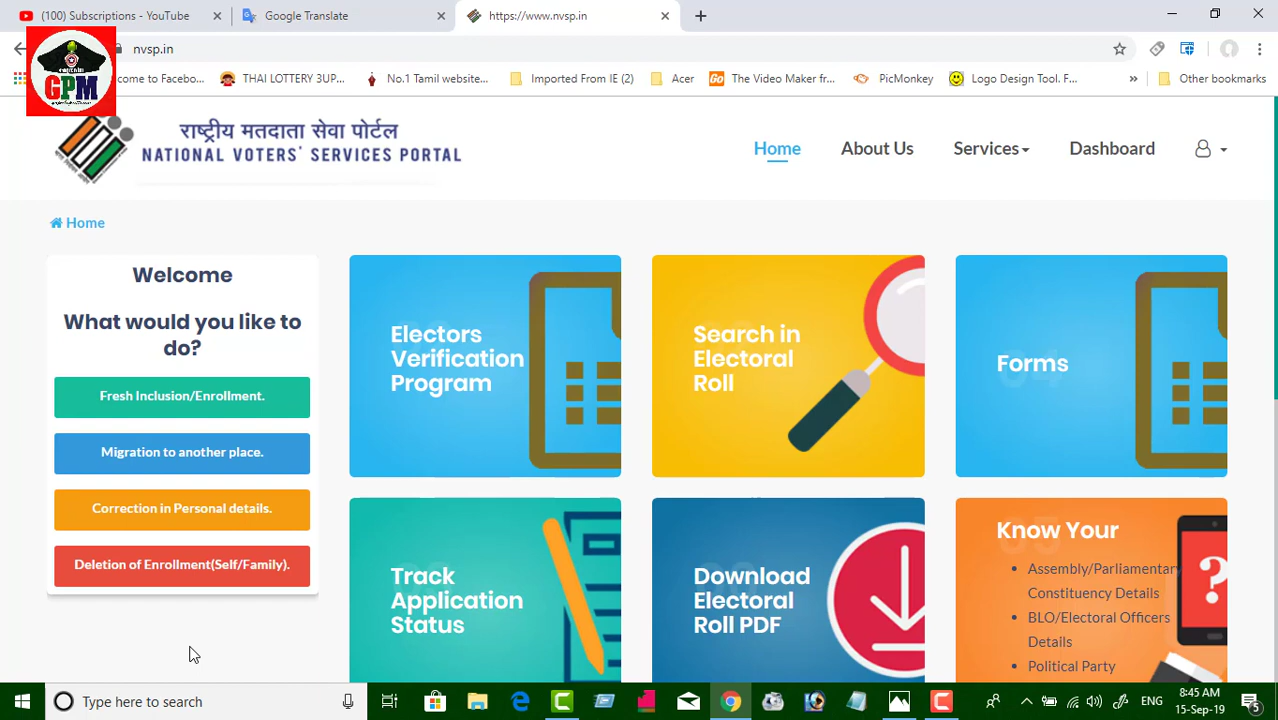 (100) Subscriptions - YouTube
Google Translate
https://www.nvsp.in
nvsp.in
GPM
come to Facebo...
THAI LOTTERY 3UP...
No.1 Tamil website...
Imported From IE (2)
Acer
Go
The Video Maker fr...
PicMonkey
Logo Design Tool. F...
»
Other bookmarks
राष्ट्रीय मतदाता सेवा पोर्टल
NATIONAL VOTERS' SERVICES PORTAL
Home
About Us
Services
Dashboard
Home
Welcome
What would you like to
do?
Fresh Inclusion/Enrollment.
Migration to another place.
Correction in Personal details.
Deletion of Enrollment(Self/Family).
Electors
Verification
Program
Search in
Electoral
Roll
Forms
Track
Application
Status
Download
Electoral
Roll PDF
Know Your
Assembly/Parliamentary
Constituency Details
BLO/Electoral Officers
Details
Political Party
Type here to search
ENG
8:45 AM
15-Sep-19
5